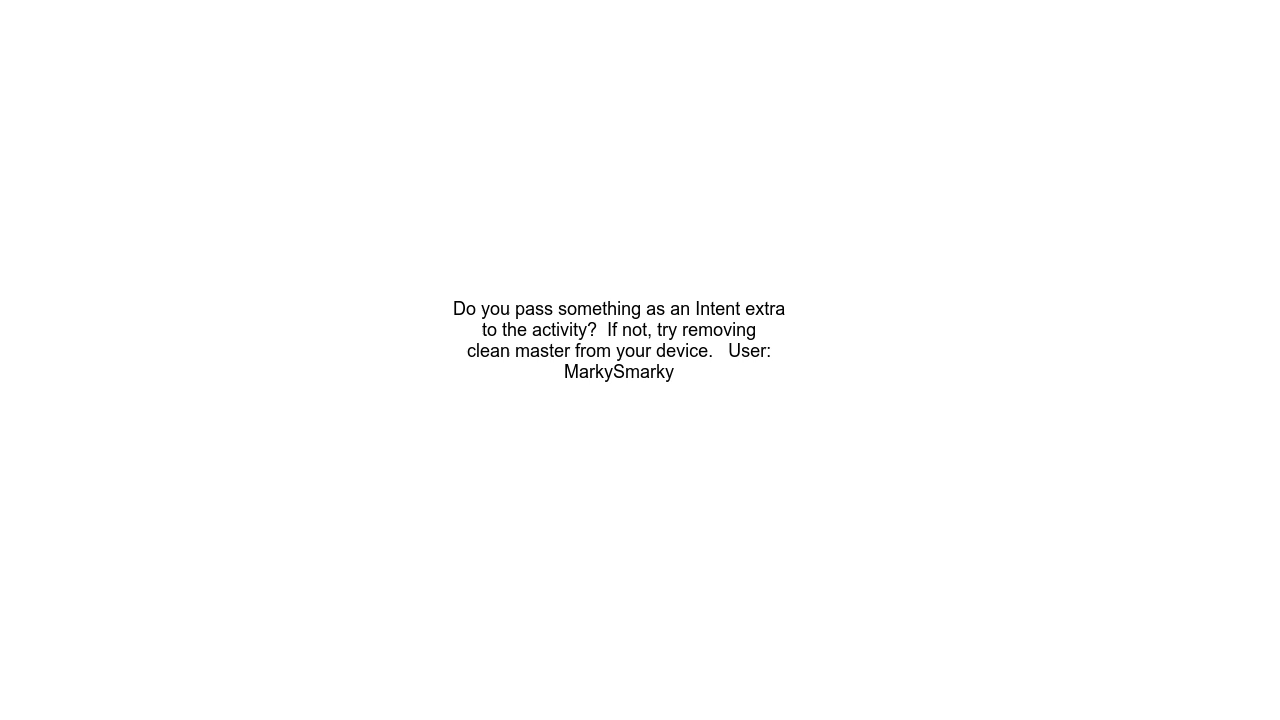 Do you pass something as an Intent extra
to the activity?  If not, try removing
clean master from your device.   User:
MarkySmarky